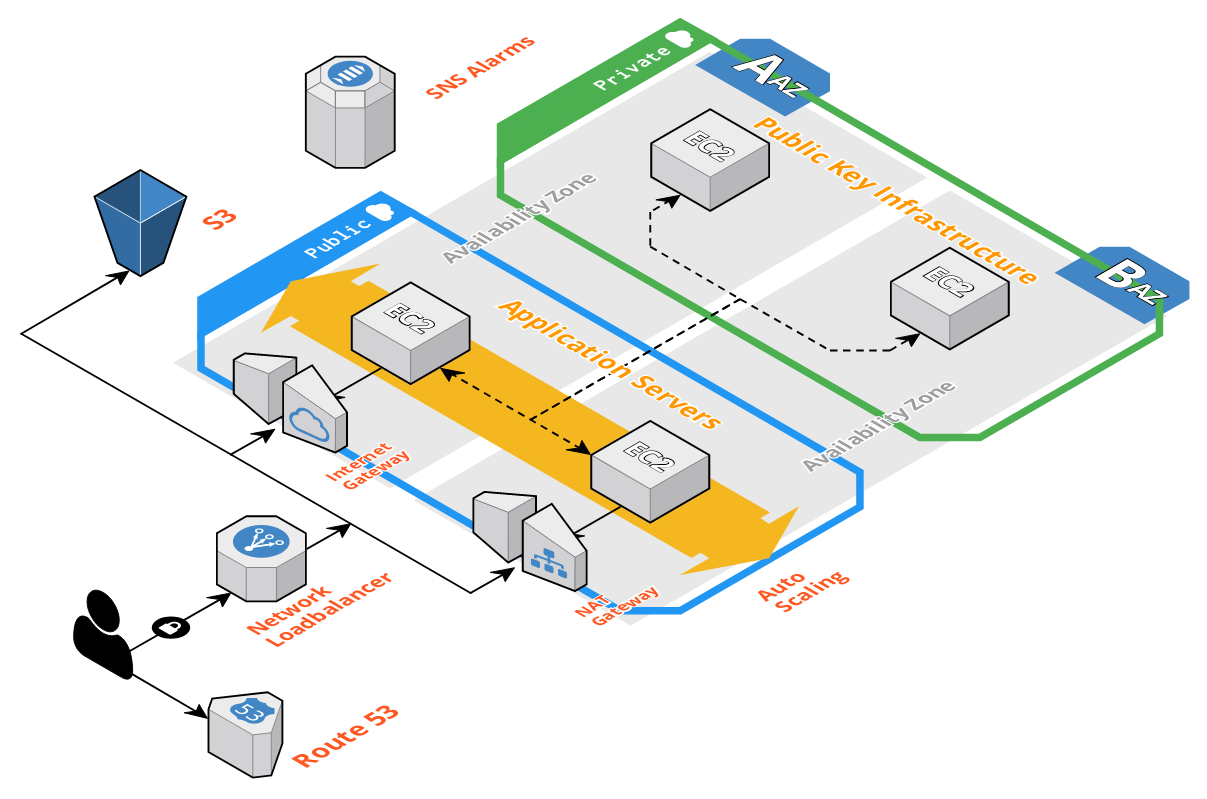 SNS Alarms
Private
A AZ
EC2
Public Key Infrastructure
S3
Public
Availability Zone
EC2
B AZ
EC2
Application Servers
Availability Zone
EC2
Internet
Gateway
NAT
Gateway
Auto
Scaling
Network
Loadbalancer
53
Route 53